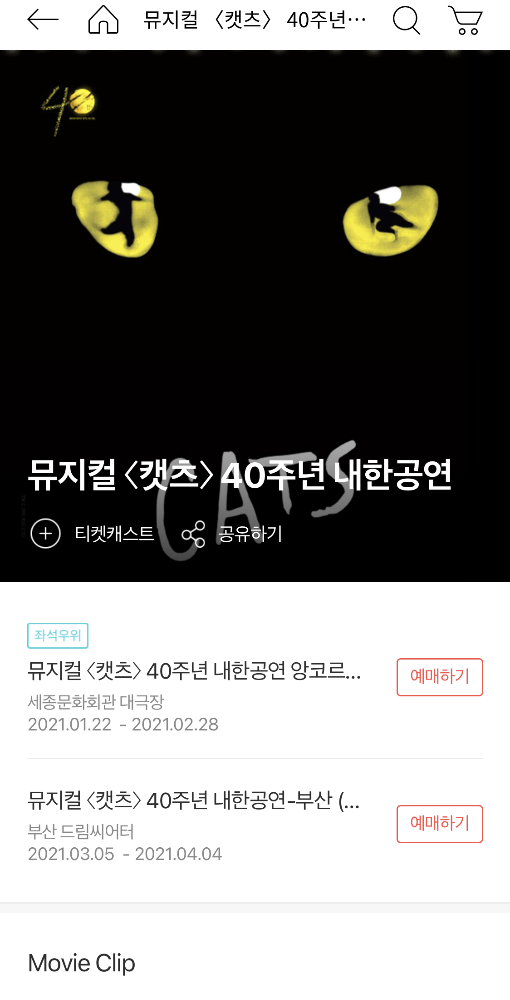 뮤지컬 〈캣츠〉 40주년…
40
CATS
뮤지컬 〈캣츠〉 40주년 내한공연
티켓캐스트
공유하기
좌석우위
뮤지컬 〈캣츠〉 40주년 내한공연 앙코르...
예매하기
세종문화회관 대극장
2021.01.22 - 2021.02.28
뮤지컬 〈캣츠〉 40주년 내한공연-부산 (...
예매하기
부산 드림씨어터
2021.03.05 - 2021.04.04
Movie Clip